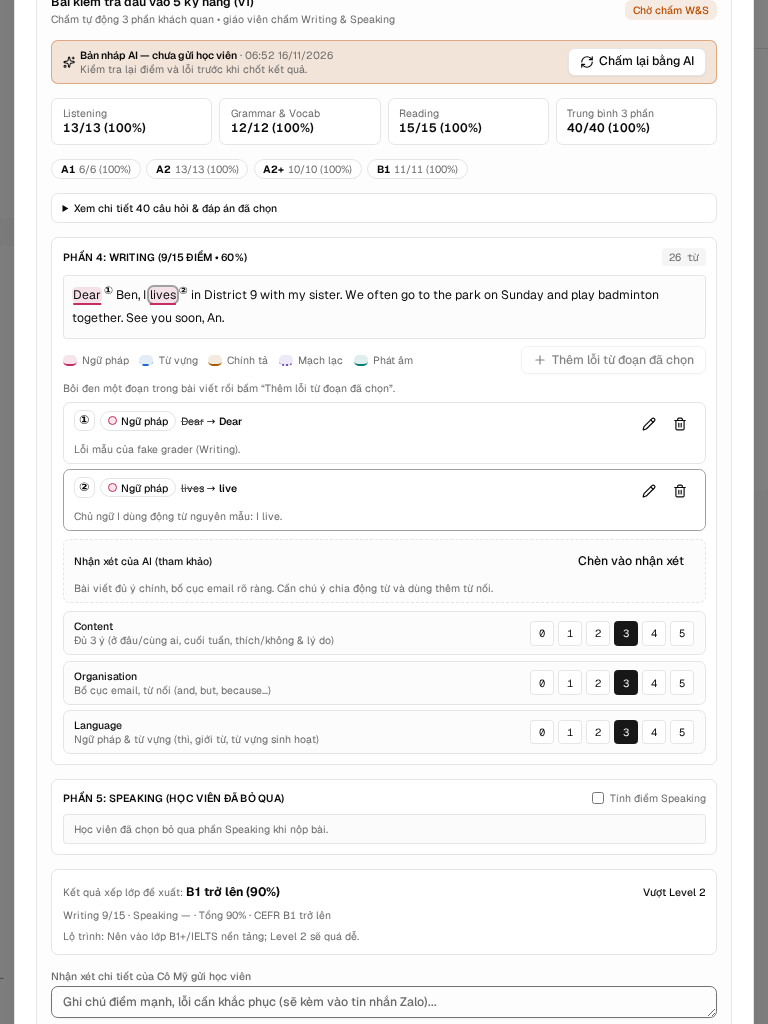 Bài kiểm tra đầu vào 5 kỹ năng (V1)
Chấm tự động 3 phần khách quan • giáo viên chấm Writing & Speaking
Chờ chấm W&S
Bản nháp AI — chưa gửi học viên · 06:52 16/11/2026
Kiểm tra lại điểm và lỗi trước khi chốt kết quả.
Chấm lại bằng AI
Listening
13/13 (100%)
Grammar & Vocab
12/12 (100%)
Reading
15/15 (100%)
Trung bình 3 phần
40/40 (100%)
A1 6/6 (100%)
A2 13/13 (100%)
A2+ 10/10 (100%)
B1 11/11 (100%)
Xem chi tiết 40 câu hỏi & đáp án đã chọn
PHẦN 4: WRITING (9/15 ĐIỂM • 60%)
26 từ
Dear ① Ben, I lives ② in District 9 with my sister. We often go to the park on Sunday and play badminton
together. See you soon, An.
Ngữ pháp
Từ vựng
Chính tả
Mạch lạc
Phát âm
+ Thêm lỗi từ đoạn đã chọn
Bôi đen một đoạn trong bài viết rồi bấm “Thêm lỗi từ đoạn đã chọn”.
① Ngữ pháp Dear → Dear
Lỗi mẫu của fake grader (Writing).
② Ngữ pháp lives → live
Chủ ngữ I dùng động từ nguyên mẫu: I live.
Nhận xét của AI (tham khảo)
Chèn vào nhận xét
Bài viết đủ ý chính, bố cục email rõ ràng. Cần chú ý chia động từ và dùng thêm từ nối.
Content
Đủ 3 ý (ở đâu/cùng ai, cuối tuần, thích/không & lý do)
0 1 2 3 4 5
Organisation
Bố cục email, từ nối (and, but, because…)
0 1 2 3 4 5
Language
Ngữ pháp & từ vựng (thì, giới từ, từ vựng sinh hoạt)
0 1 2 3 4 5
PHẦN 5: SPEAKING (HỌC VIÊN ĐÃ BỎ QUA)
Tính điểm Speaking
Học viên đã chọn bỏ qua phần Speaking khi nộp bài.
Kết quả xếp lớp đề xuất: B1 trở lên (90%)
Vượt Level 2
Writing 9/15 · Speaking — · Tổng 90% · CEFR B1 trở lên
Lộ trình: Nên vào lớp B1+/IELTS nền tảng; Level 2 sẽ quá dễ.
Nhận xét chi tiết của Cô Mỹ gửi học viên
Ghi chú điểm mạnh, lỗi cần khắc phục (sẽ kèm vào tin nhắn Zalo)...